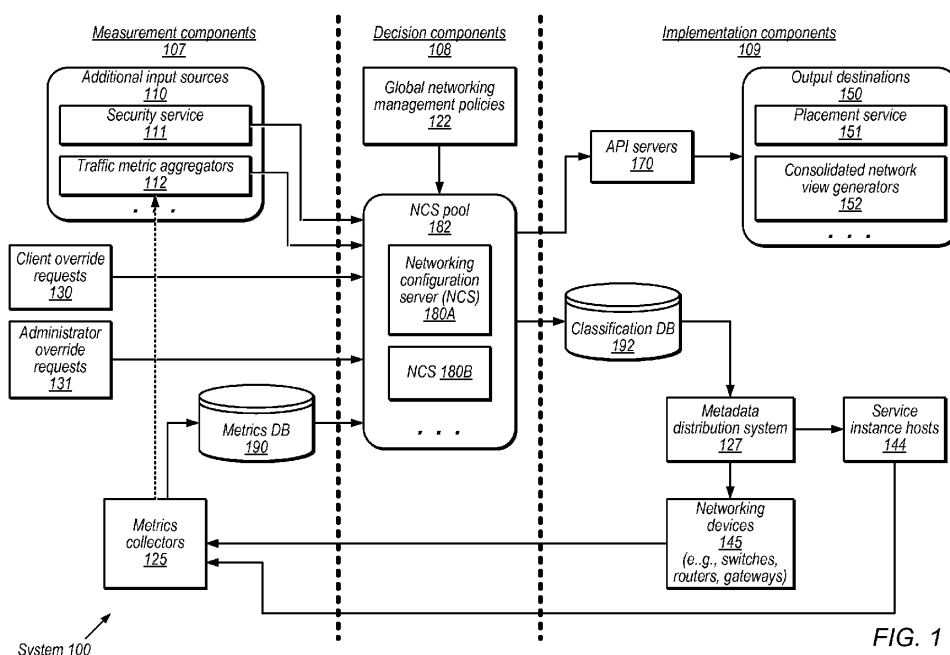 Measurement components
107
Decision components
108
Implementation components
109
Additional input sources
110
Security service
111
Traffic metric aggregators
112
. . .
Client override
requests
130
Administrator
override
requests
131
Metrics DB
190
Metrics
collectors
125
System 100
Global networking
management policies
122
NCS pool
182
Networking
configuration
server (NCS)
180A
NCS 180B
. . .
API servers
170
Output destinations
150
Placement service
151
Consolidated network
view generators
152
. . .
Classification DB
192
Metadata
distribution system
127
Service
instance hosts
144
Networking
devices
145
(e..g., switches,
routers, gateways)
FIG. 1